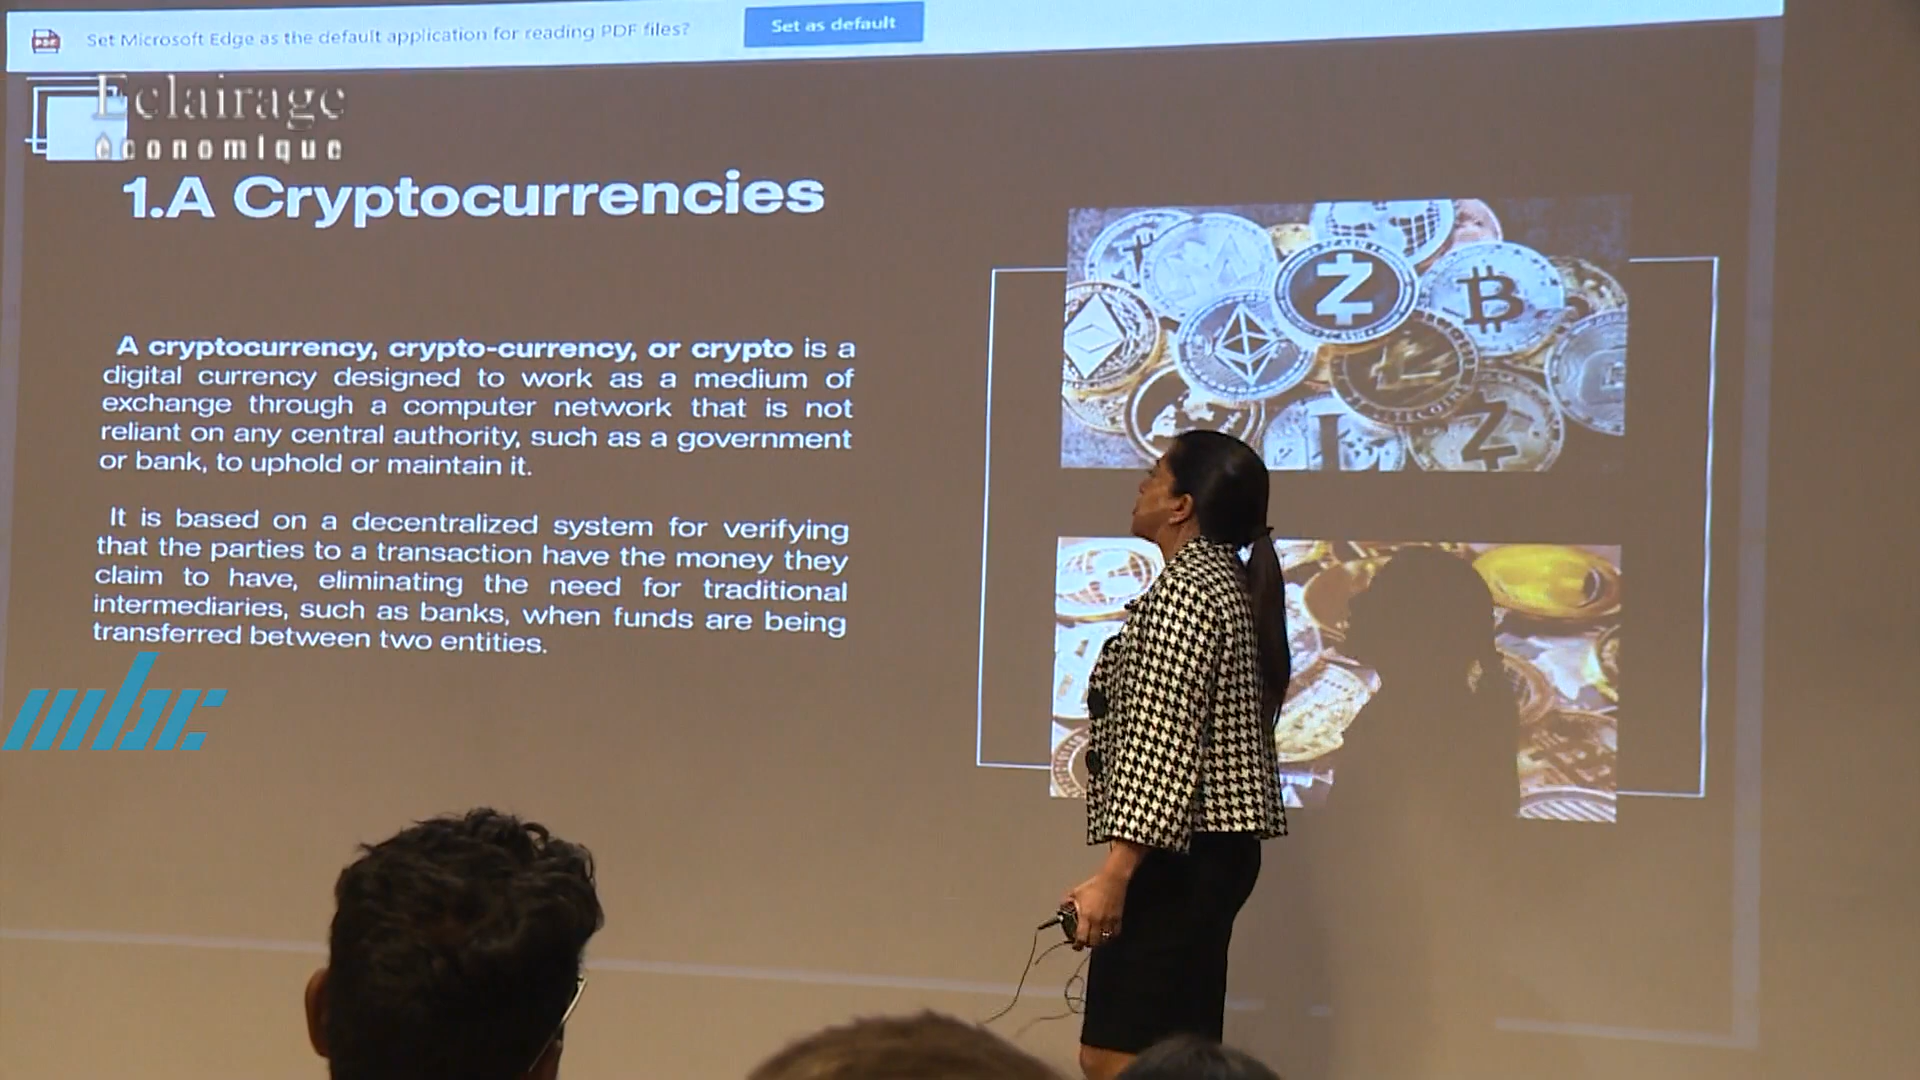 Set Microsoft Edge as the default application for reading PDF files?
Set as default
Eclairage
économique
1.A Cryptocurrencies
A cryptocurrency, crypto-currency, or crypto is a
digital currency designed to work as a medium of
exchange through a computer network that is not
reliant on any central authority, such as a government
or bank, to uphold or maintain it.
It is based on a decentralized system for verifying
that the parties to a transaction have the money they
claim to have, eliminating the need for traditional
intermediaries, such as banks, when funds are being
transferred between two entities.
mbc